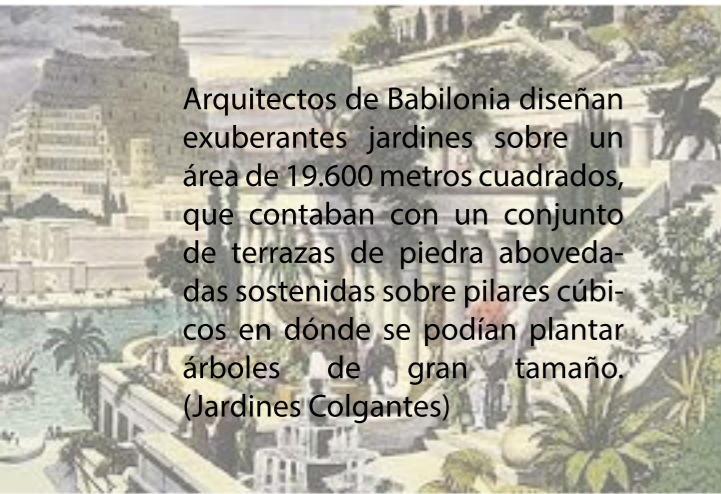 Arquitectos de Babilonia diseñan
exuberantes jardines sobre un
área de 19.600 metros cuadrados,
que contaban con un conjunto
de terrazas de piedra aboveda-
das sostenidas sobre pilares cúbi-
cos en dónde se podían plantar
árboles de gran tamaño.
(Jardines Colgantes)